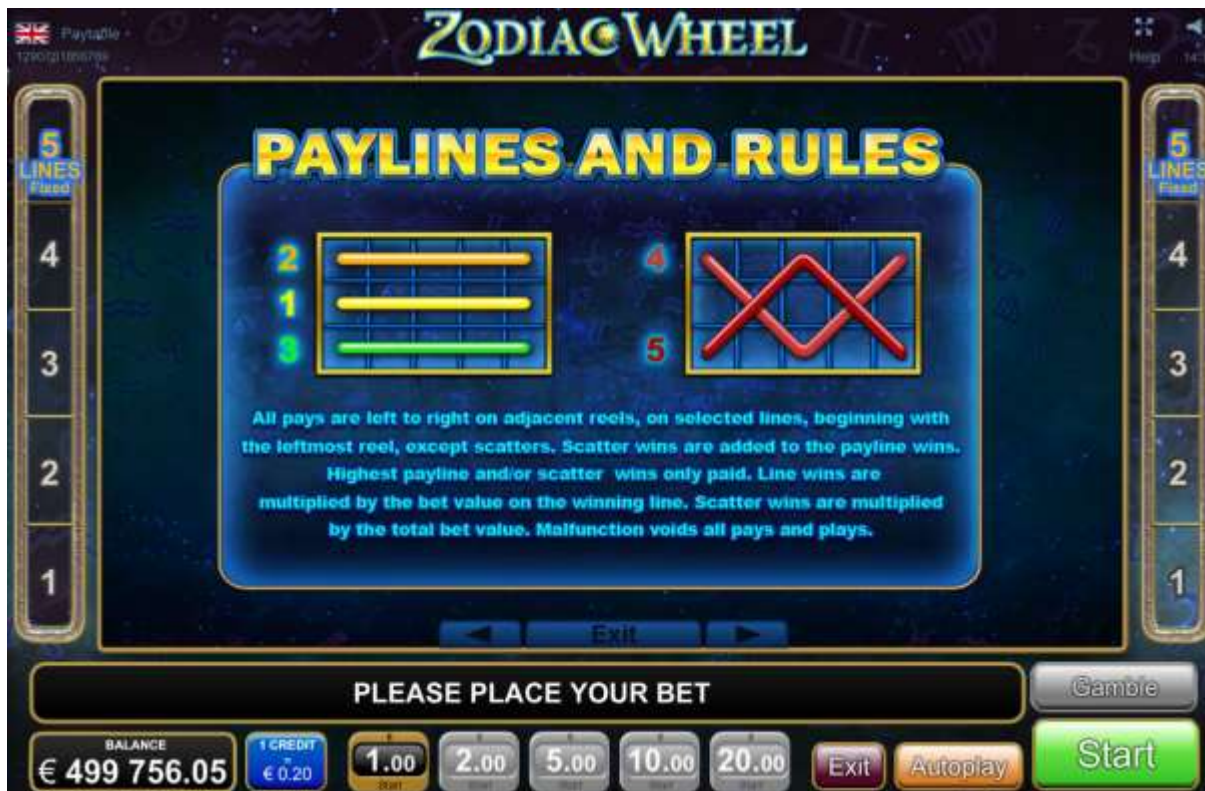 Paytable
ZODIAC WHEEL
Help
5
LINES
Fixed
4
3
2
1
PAYLINES AND RULES
2
1
3
4
5
All pays are left to right on adjacent reels, on selected lines, beginning with
the leftmost reel, except scatters. Scatter wins are added to the payline wins.
Highest payline and/or scatter wins only paid. Line wins are
multiplied by the bet value on the winning line. Scatter wins are multiplied
by the total bet value. Malfunction voids all pays and plays.
5
LINES
Fixed
4
3
2
1
Exit
PLEASE PLACE YOUR BET
Gamble
BALANCE
€ 499 756.05
1 CREDIT
=
€ 0.20
1.00
Start
2.00
Start
5.00
Start
10.00
Start
20.00
Start
Exit
Autoplay
Start